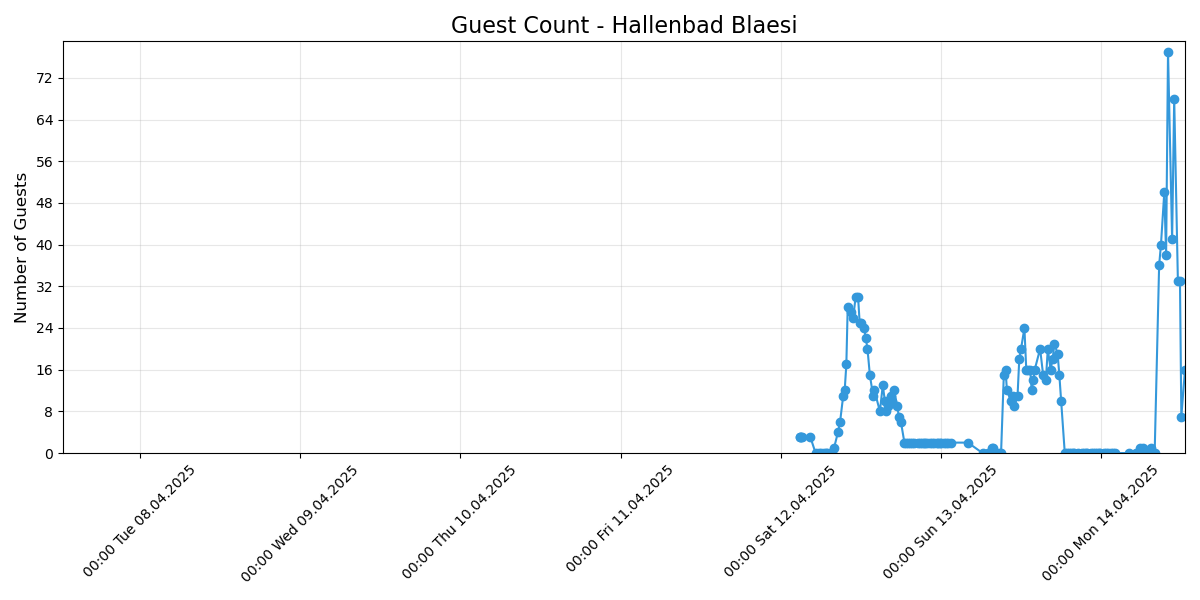 Guest Count - Hallenbad Blaesi
Number of Guests
72
64
56
48
40
32
24
16
8
0
00:00 Tue 08.04.2025
00:00 Wed 09.04.2025
00:00 Thu 10.04.2025
00:00 Fri 11.04.2025
00:00 Sat 12.04.2025
00:00 Sun 13.04.2025
00:00 Mon 14.04.2025